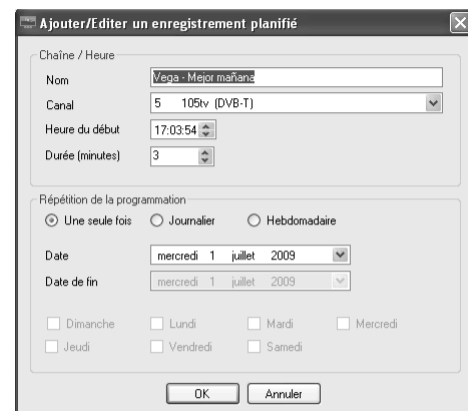 Ajouter/Editer un enregistrement planifié
Chaîne / Heure
Nom Vega - Mejor mañana
Canal 5 105tv (DVB-T)
Heure du début 17:03:54
Durée (minutes) 3
Répétition de la programmation
Une seule fois Journalier Hebdomadaire
Date mercredi 1 juillet 2009
Date de fin mercredi 1 juillet 2009
Dimanche Lundi Mardi Mercredi
Jeudi Vendredi Samedi
OK Annuler